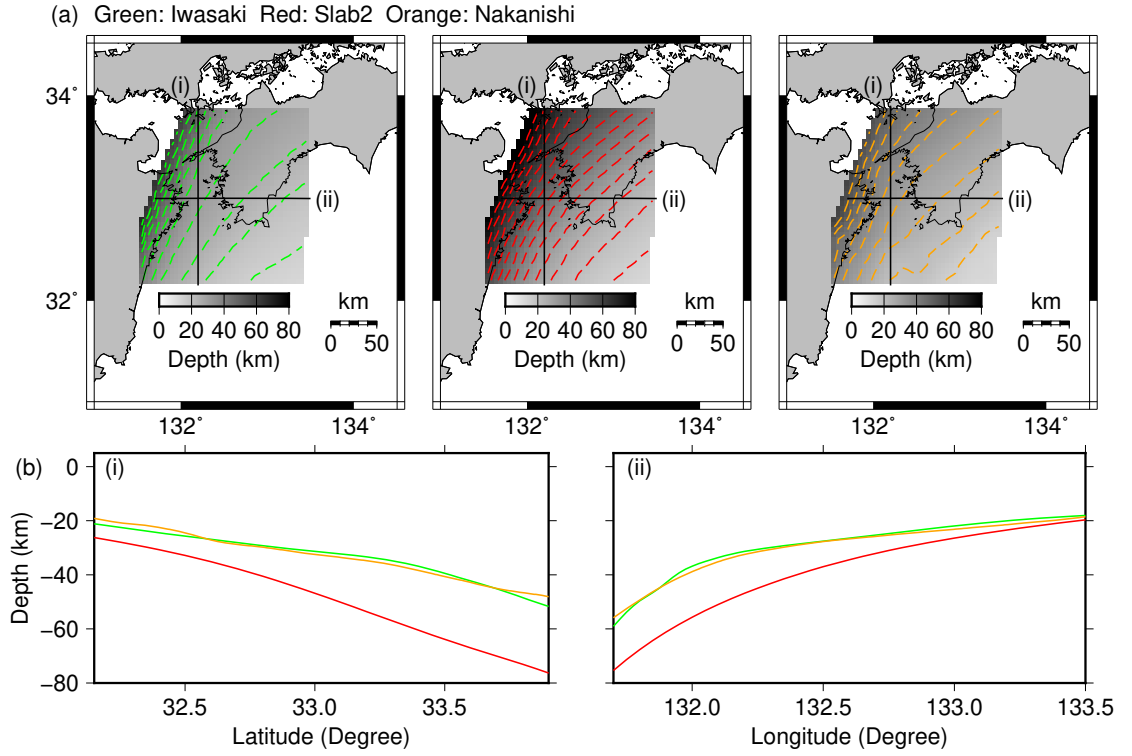 (a) Green: Iwasaki Red: Slab2 Orange: Nakanishi
34˚
32˚
(i)
(ii)
km
0 20 40 60 80
0 50
Depth (km)
132˚ 134˚
(i)
(ii)
km
0 20 40 60 80
0 50
Depth (km)
132˚ 134˚
(i)
(ii)
km
0 20 40 60 80
0 50
Depth (km)
132˚ 134˚
(b)
(i)
0
−20
−40
−60
−80
Depth (km)
32.5 33.0 33.5
Latitude (Degree)
(ii)
132.0 132.5 133.0 133.5
Longitude (Degree)